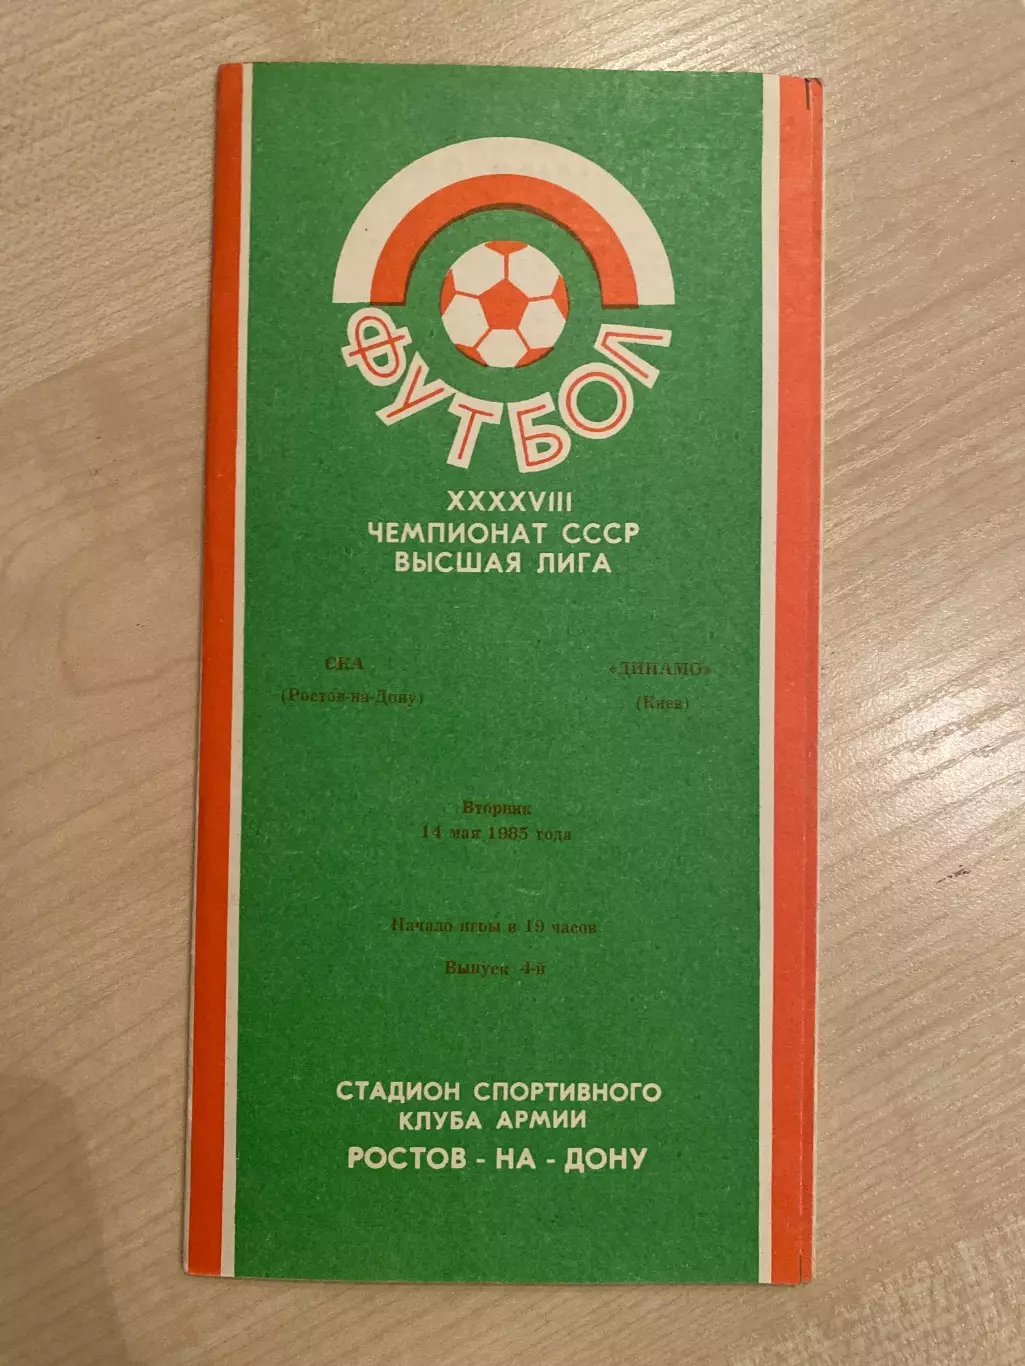 ФУТБОЛ
XXXXVIII
ЧЕМПИОНАТ СССР
ВЫСШАЯ ЛИГА
СКА «ДИНАМО»
(Ростов-на-Дону) (Киев)
Вторник
14 мая 1985 года
Начало игры в 19 часов
Выпуск 4-й
СТАДИОН СПОРТИВНОГО
КЛУБА АРМИИ
РОСТОВ - НА - ДОНУ